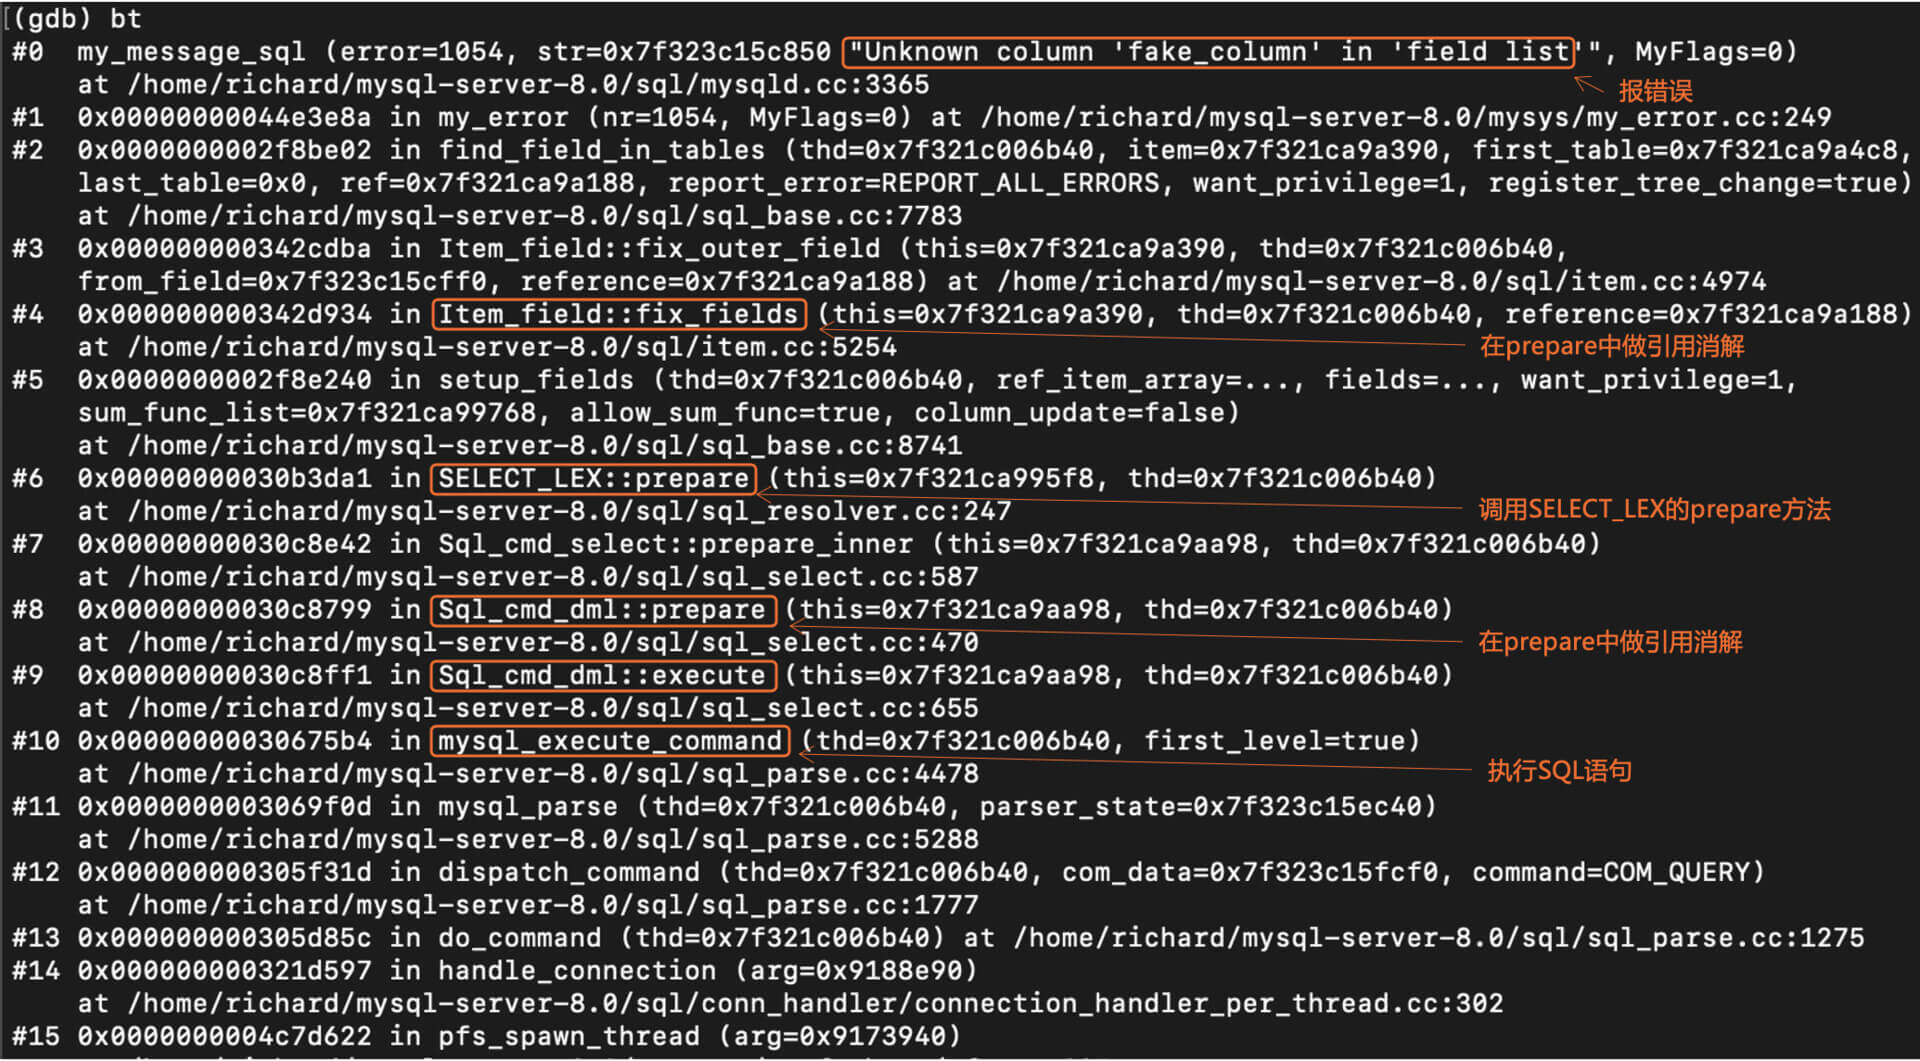 (gdb) bt
#0 my_message_sql (error=1054, str=0x7f323c15c850 "Unknown column 'fake_column' in 'field list'", MyFlags=0)
at /home/richard/mysql-server-8.0/sql/mysqld.cc:3365
报错误
#1 0x00000000044e3e8a in my_error (nr=1054, MyFlags=0) at /home/richard/mysql-server-8.0/mysys/my_error.cc:249
#2 0x0000000002f8be02 in find_field_in_tables (thd=0x7f321c006b40, item=0x7f321ca9a390, first_table=0x7f321ca9a4c8,
last_table=0x0, ref=0x7f321ca9a188, report_error=REPORT_ALL_ERRORS, want_privilege=1, register_tree_change=true)
at /home/richard/mysql-server-8.0/sql/sql_base.cc:7783
#3 0x000000000342cdba in Item_field::fix_outer_field (this=0x7f321ca9a390, thd=0x7f321c006b40,
from_field=0x7f323c15cff0, reference=0x7f321ca9a188) at /home/richard/mysql-server-8.0/sql/item.cc:4974
#4 0x000000000342d934 in Item_field::fix_fields (this=0x7f321ca9a390, thd=0x7f321c006b40, reference=0x7f321ca9a188)
at /home/richard/mysql-server-8.0/sql/item.cc:5254
在prepare中做引用消解
#5 0x0000000002f8e240 in setup_fields (thd=0x7f321c006b40, ref_item_array=..., fields=..., want_privilege=1,
sum_func_list=0x7f321ca99768, allow_sum_func=true, column_update=false)
at /home/richard/mysql-server-8.0/sql/sql_base.cc:8741
#6 0x00000000030b3da1 in SELECT_LEX::prepare (this=0x7f321ca995f8, thd=0x7f321c006b40)
at /home/richard/mysql-server-8.0/sql/sql_resolver.cc:247
调用SELECT_LEX的prepare方法
#7 0x00000000030c8e42 in Sql_cmd_select::prepare_inner (this=0x7f321ca9aa98, thd=0x7f321c006b40)
at /home/richard/mysql-server-8.0/sql/sql_select.cc:587
#8 0x00000000030c8799 in Sql_cmd_dml::prepare (this=0x7f321ca9aa98, thd=0x7f321c006b40)
at /home/richard/mysql-server-8.0/sql/sql_select.cc:470
在prepare中做引用消解
#9 0x00000000030c8ff1 in Sql_cmd_dml::execute (this=0x7f321ca9aa98, thd=0x7f321c006b40)
at /home/richard/mysql-server-8.0/sql/sql_select.cc:655
#10 0x00000000030675b4 in mysql_execute_command (thd=0x7f321c006b40, first_level=true)
at /home/richard/mysql-server-8.0/sql/sql_parse.cc:4478
执行SQL语句
#11 0x0000000003069f0d in mysql_parse (thd=0x7f321c006b40, parser_state=0x7f323c15ec40)
at /home/richard/mysql-server-8.0/sql/sql_parse.cc:5288
#12 0x000000000305f31d in dispatch_command (thd=0x7f321c006b40, com_data=0x7f323c15fcf0, command=COM_QUERY)
at /home/richard/mysql-server-8.0/sql/sql_parse.cc:1777
#13 0x000000000305d85c in do_command (thd=0x7f321c006b40) at /home/richard/mysql-server-8.0/sql/sql_parse.cc:1275
#14 0x000000000321d597 in handle_connection (arg=0x9188e90)
at /home/richard/mysql-server-8.0/sql/conn_handler/connection_handler_per_thread.cc:302
#15 0x0000000004c7d622 in pfs_spawn_thread (arg=0x9173940)